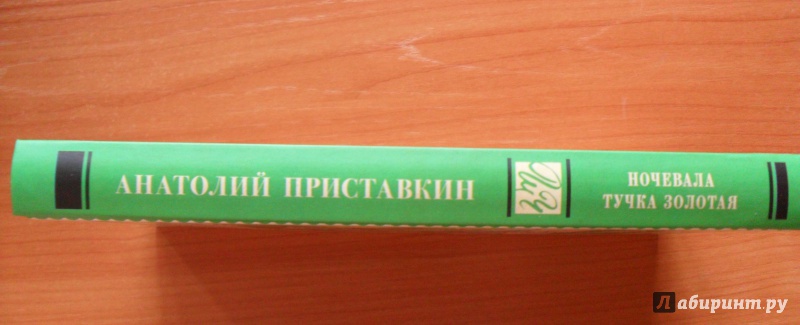 АНАТОЛИЙ ПРИСТАВКИН
НОЧЕВАЛА
ТУЧКА ЗОЛОТАЯ
Лабиринт.ру